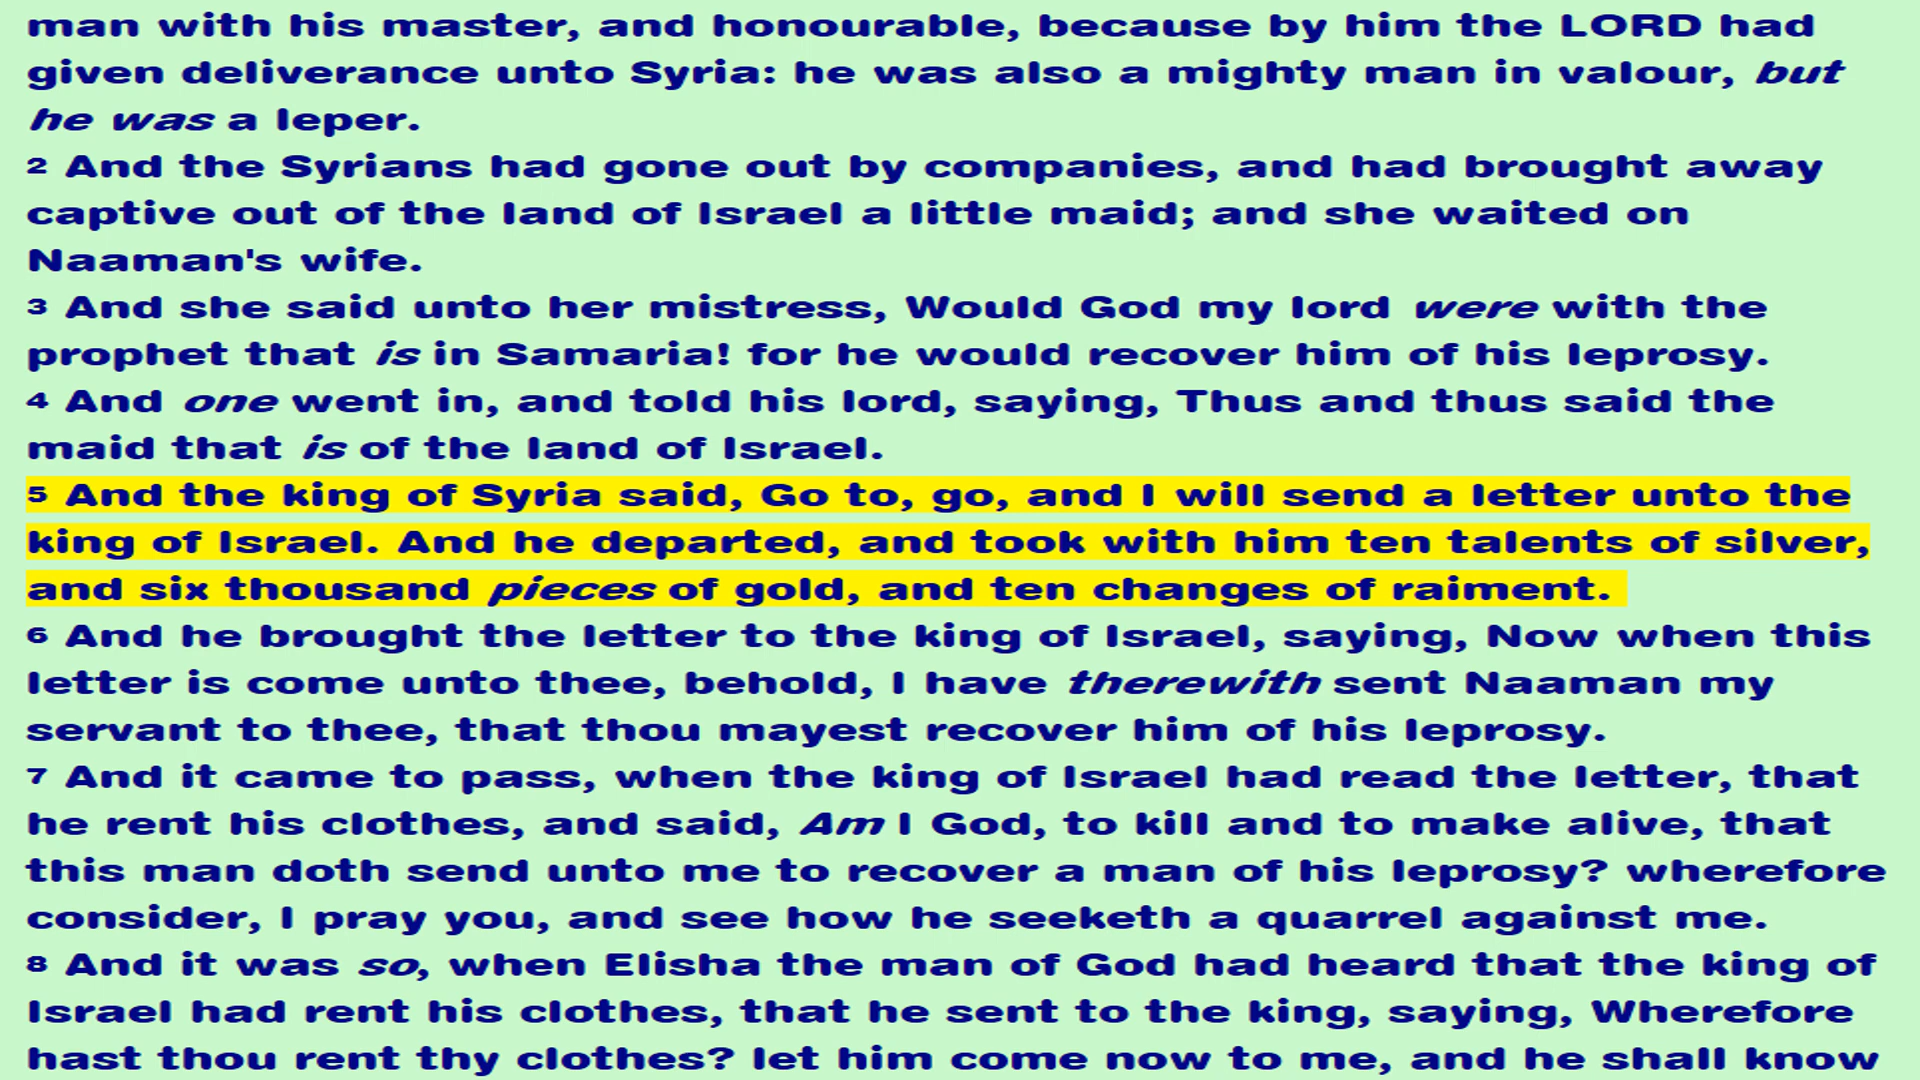 man with his master, and honourable, because by him the LORD had
given deliverance unto Syria: he was also a mighty man in valour, but
he was a leper.
2 And the Syrians had gone out by companies, and had brought away
captive out of the land of Israel a little maid; and she waited on
Naaman's wife.
3 And she said unto her mistress, Would God my lord were with the
prophet that is in Samaria! for he would recover him of his leprosy.
4 And one went in, and told his lord, saying, Thus and thus said the
maid that is of the land of Israel.
5 And the king of Syria said, Go to, go, and I will send a letter unto the
king of Israel. And he departed, and took with him ten talents of silver,
and six thousand pieces of gold, and ten changes of raiment.
6 And he brought the letter to the king of Israel, saying, Now when this
letter is come unto thee, behold, I have therewith sent Naaman my
servant to thee, that thou mayest recover him of his leprosy.
7 And it came to pass, when the king of Israel had read the letter, that
he rent his clothes, and said, Am I God, to kill and to make alive, that
this man doth send unto me to recover a man of his leprosy? wherefore
consider, I pray you, and see how he seeketh a quarrel against me.
8 And it was so, when Elisha the man of God had heard that the king of
Israel had rent his clothes, that he sent to the king, saying, Wherefore
hast thou rent thy clothes? let him come now to me, and he shall know